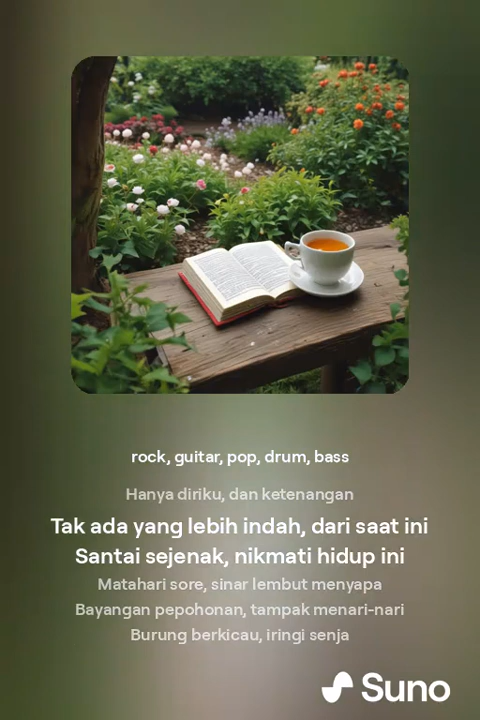 rock, guitar, pop, drum, bass
Hanya diriku, dan ketenangan
Tak ada yang lebih indah, dari saat ini
Santai sejenak, nikmati hidup ini
Matahari sore, sinar lembut menyapa
Bayangan pepohonan, tampak menari-nari
Burung berkicau, iringi senja
Suno